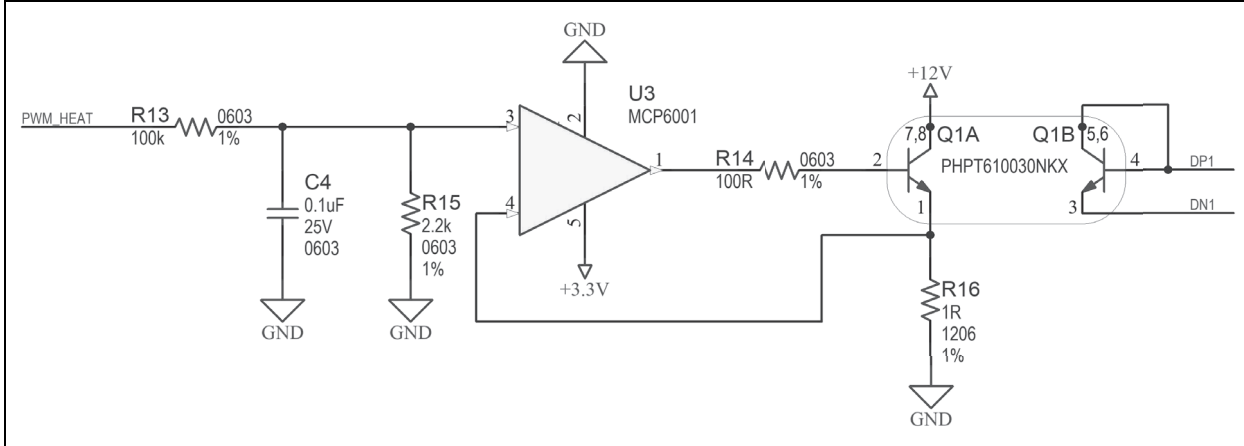 GND
U3
MCP6001
+12V
PWM_HEAT
R13
100k
0603
1%
3
2
1
4
5
+3.3V
C4
0.1uF
25V
0603
GND
R15
2.2k
0603
1%
GND
R14
100R
0603
1%
2
7,8
Q1A
1
Q1B
5,6
PHPT610030NKX
4
3
DP1
DN1
R16
1R
1206
1%
GND